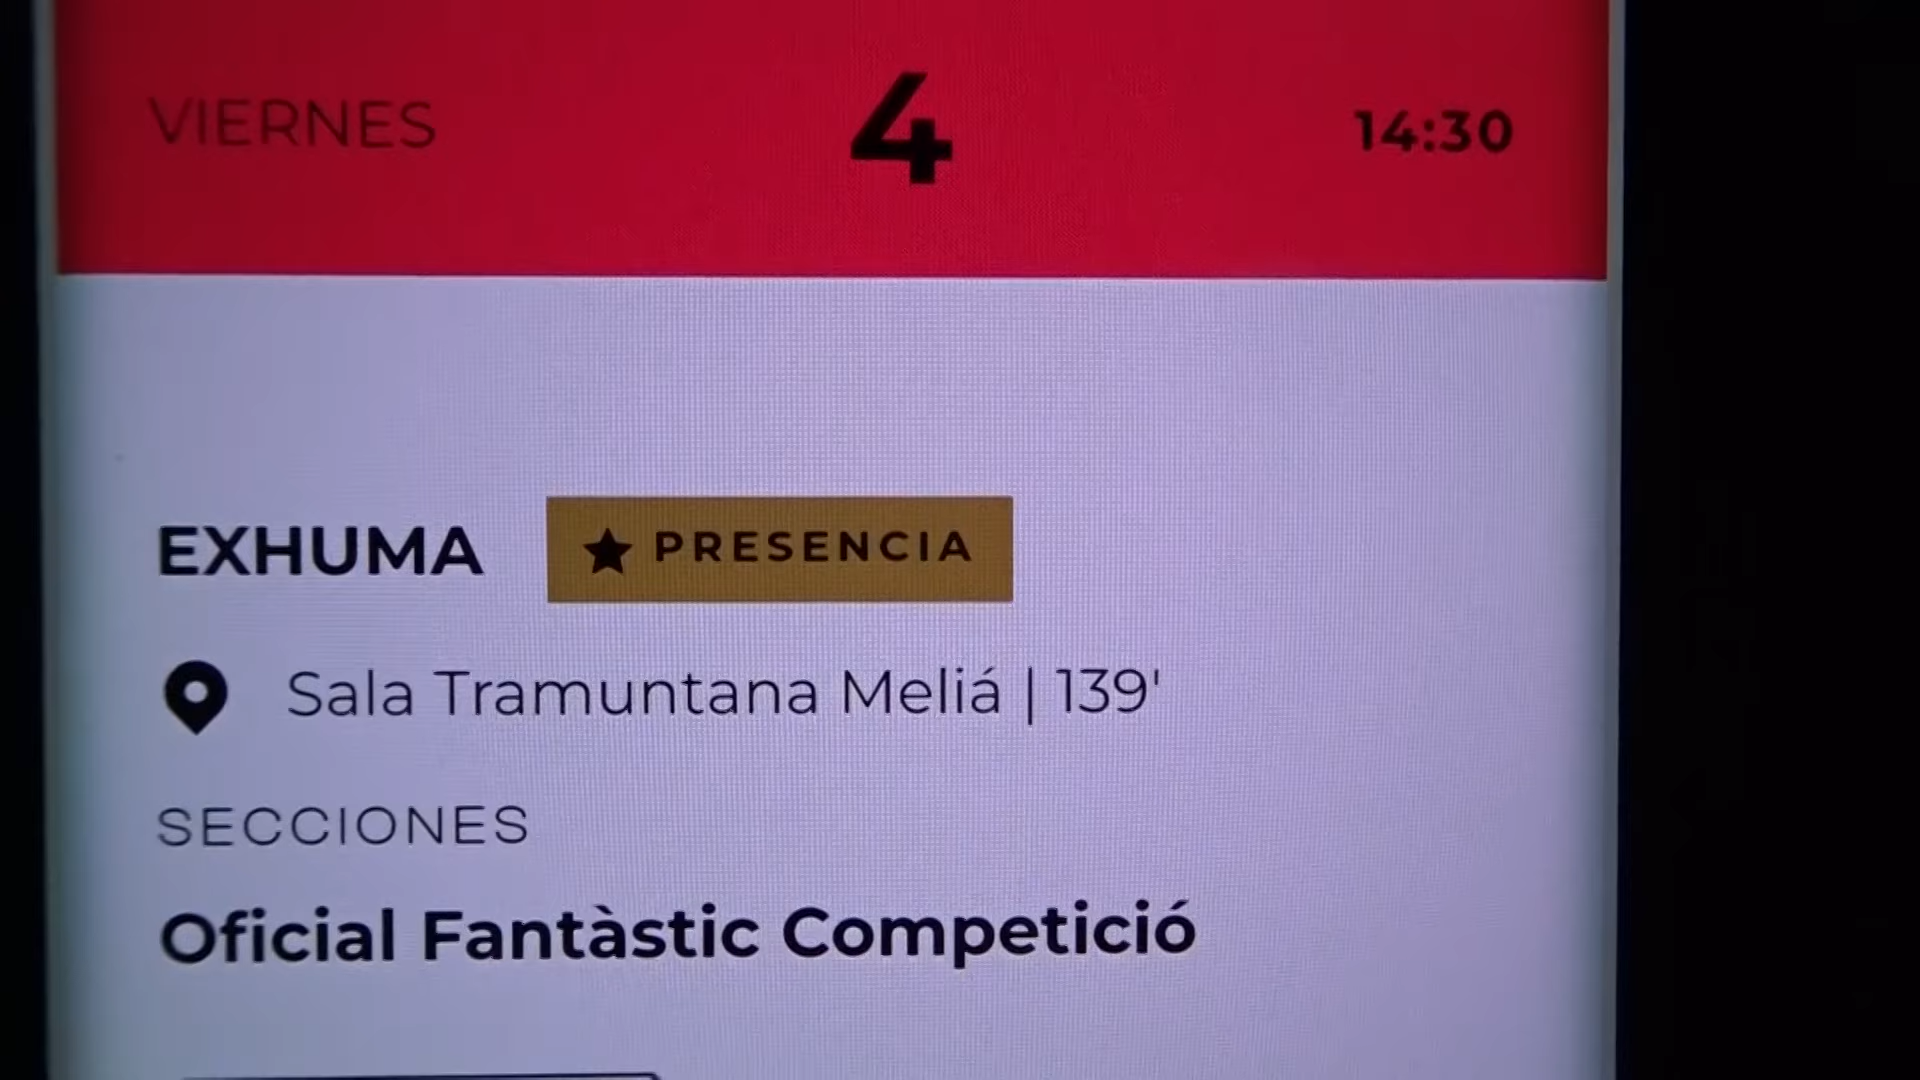 VIERNES 4 14:30
EXHUMA ★ PRESENCIA
Sala Tramuntana Meliá | 139'
SECCIONES
Oficial Fantàstic Competició